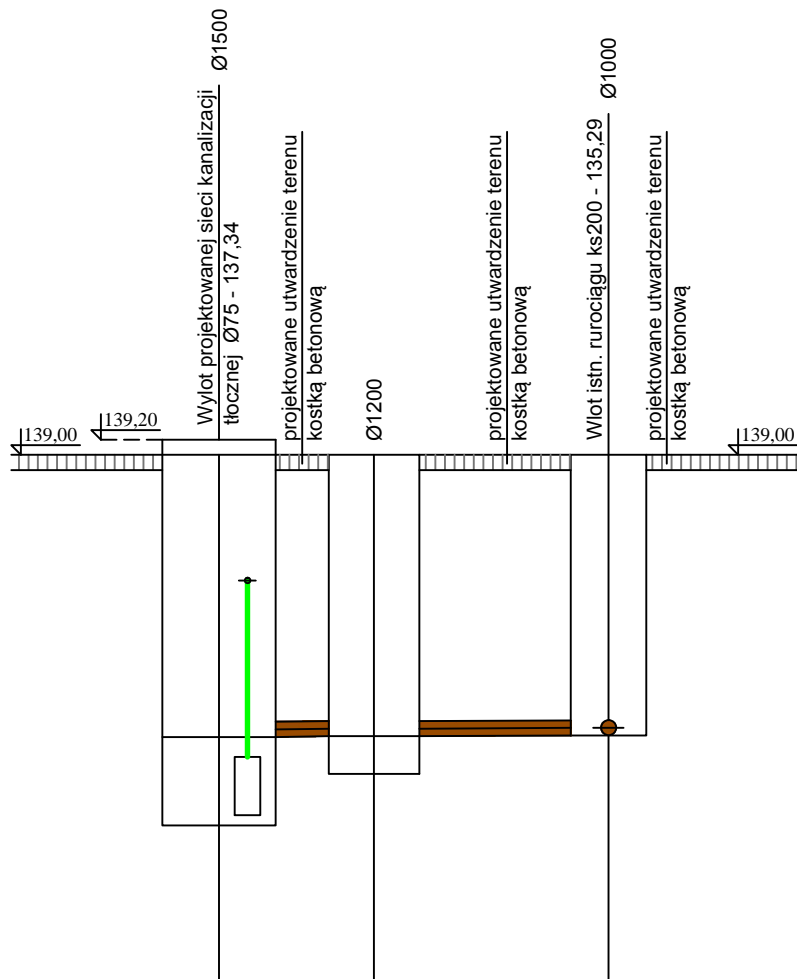 Ø1500
Wylot projektowanej sieci kanalizacji
tłocznej Ø75 - 137,34
projektowane utwardzenie terenu
kostką betonową
Ø1200
projektowane utwardzenie terenu
kostką betonową
Ø1000
Wlot istn. rurociągu ks200 - 135,29
projektowane utwardzenie terenu
kostką betonową
139,00
139,20
139,00